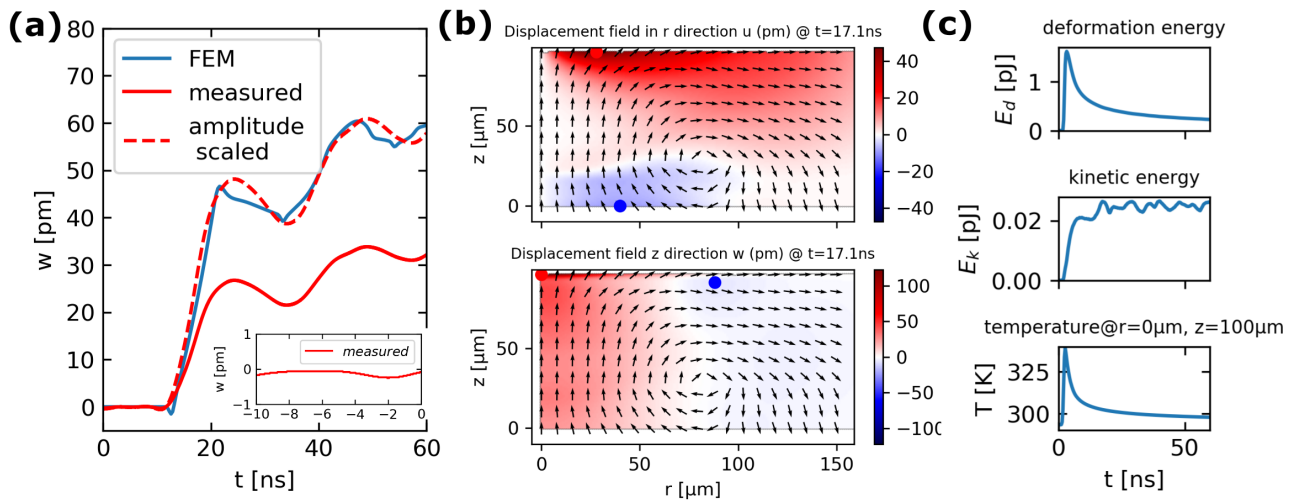 (a)
80
70
60
50
40
30
20
10
0
w [pm]
FEM
measured
amplitude
scaled
w [pm]
1
0
−1
measured
−10
−8
−6
−4
−2
0
0
20
40
60
t [ns]
(b)
Displacement field in r direction u (pm) @ t=17.1ns
z [μm]
50
0
40
20
0
−20
−40
Displacement field z direction w (pm) @ t=17.1ns
z [μm]
50
0
0
50
100
150
r [μm]
100
50
0
−50
−100
(c)
deformation energy
E_d [pJ]
1
0
kinetic energy
E_k [pJ]
0.02
0.00
temperature@r=0μm, z=100μm
T [K]
325
300
0
50
t [ns]